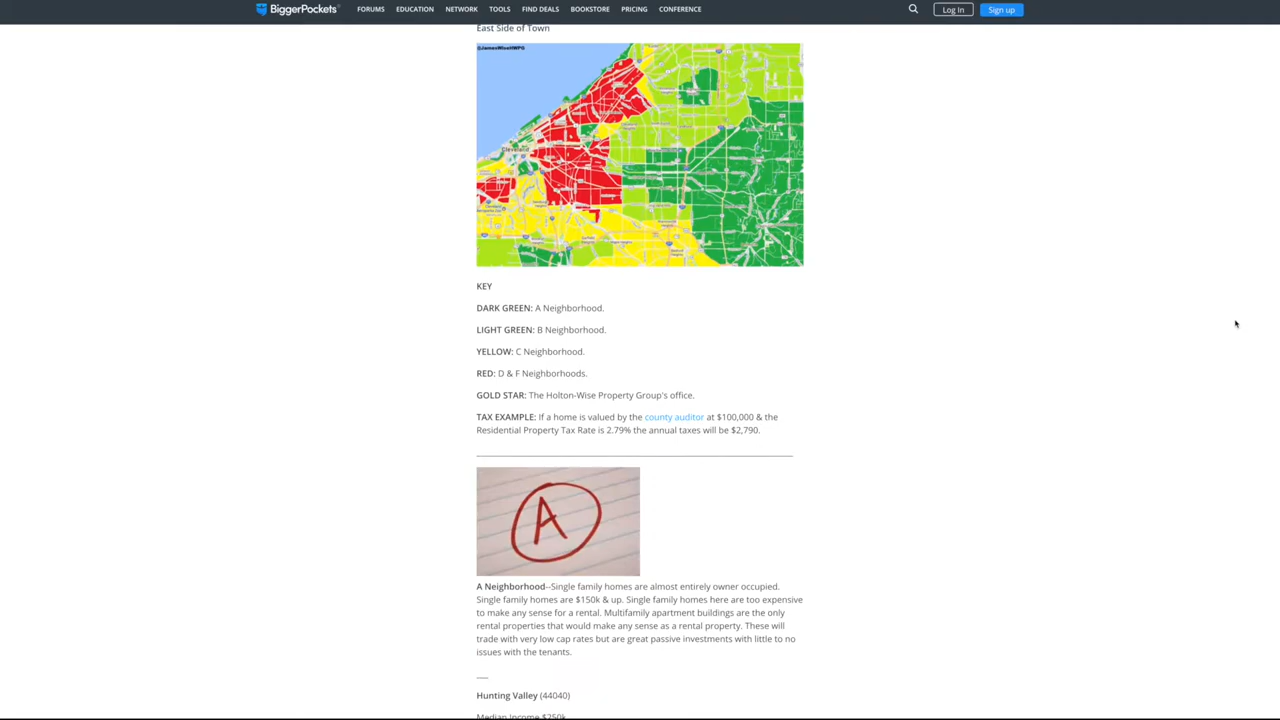 BiggerPockets
FORUMS EDUCATION NETWORK TOOLS FIND DEALS BOOKSTORE PRICING CONFERENCE
Log In Sign up
East Side of Town
@JamesWiseHWPG
Cleveland
KEY
DARK GREEN: A Neighborhood.
LIGHT GREEN: B Neighborhood.
YELLOW: C Neighborhood.
RED: D & F Neighborhoods.
GOLD STAR: The Holton-Wise Property Group's office.
TAX EXAMPLE: If a home is valued by the county auditor at $100,000 & the
Residential Property Tax Rate is 2.79% the annual taxes will be $2,790.
A
A Neighborhood--Single family homes are almost entirely owner occupied.
Single family homes are $150k & up. Single family homes here are too expensive
to make any sense for a rental. Multifamily apartment buildings are the only
rental properties that would make any sense as a rental property. These will
trade with very low cap rates but are great passive investments with little to no
issues with the tenants.
Hunting Valley (44040)
Median Income $250k